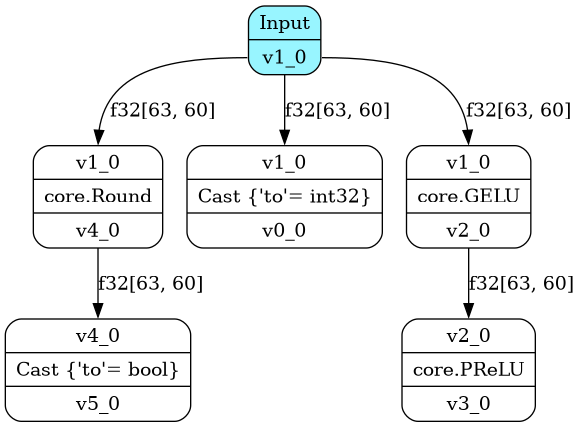 Input
v1_0
f32[63, 60]
f32[63, 60]
f32[63, 60]
v1_0
core.Round
v4_0
v1_0
Cast {'to'= int32}
v0_0
v1_0
core.GELU
v2_0
f32[63, 60]
f32[63, 60]
v4_0
Cast {'to'= bool}
v5_0
v2_0
core.PReLU
v3_0